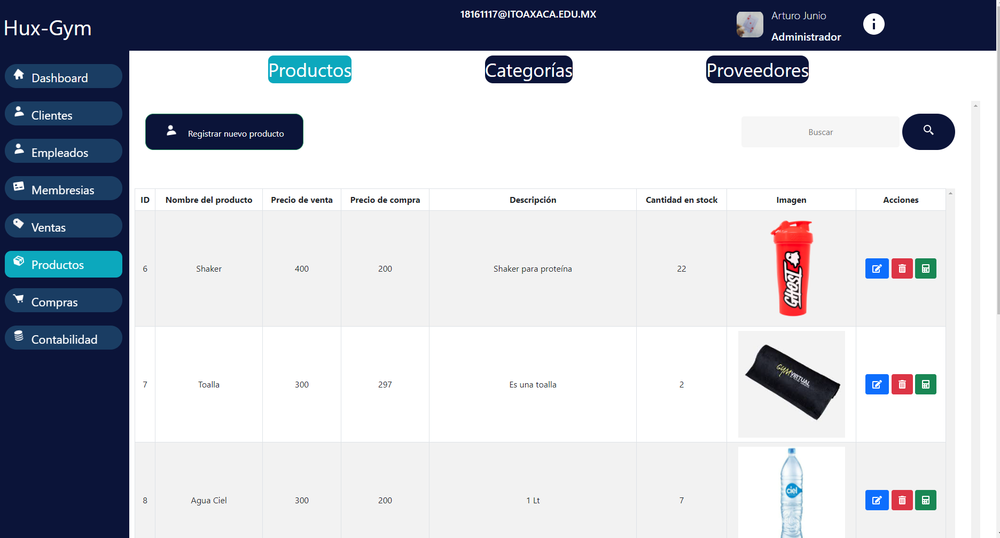 Hux-Gym
18161117@ITOAXACA.EDU.MX
Arturo Junio
Administrador
Dashboard
Clientes
Empleados
Membresias
Ventas
Productos
Compras
Contabilidad
Productos
Categorías
Proveedores
Registrar nuevo producto
Buscar
ID Nombre del producto Precio de venta Precio de compra Descripción Cantidad en stock Imagen Acciones
6 Shaker 400 200 Shaker para proteína 22
GHOST
7 Toalla 300 297 Es una toalla 2
GYMVIRTUAL
8 Agua Ciel 300 200 1 Lt 7
ciel